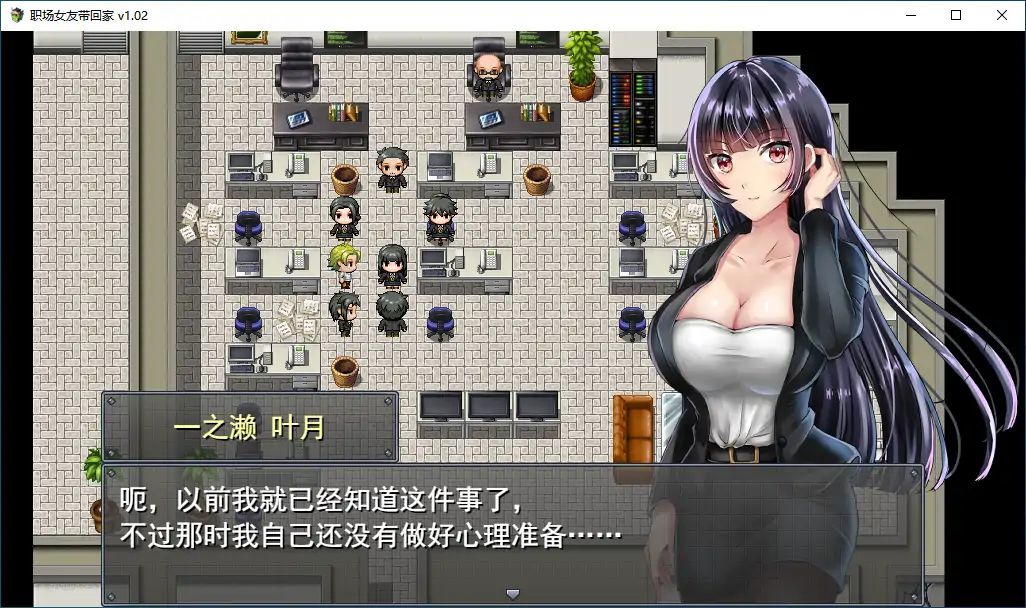 职场女友带回家 v1.02
一之濑 叶月
呃，以前我就已经知道这件事了，
不过那时我自己还没有做好心理准备……